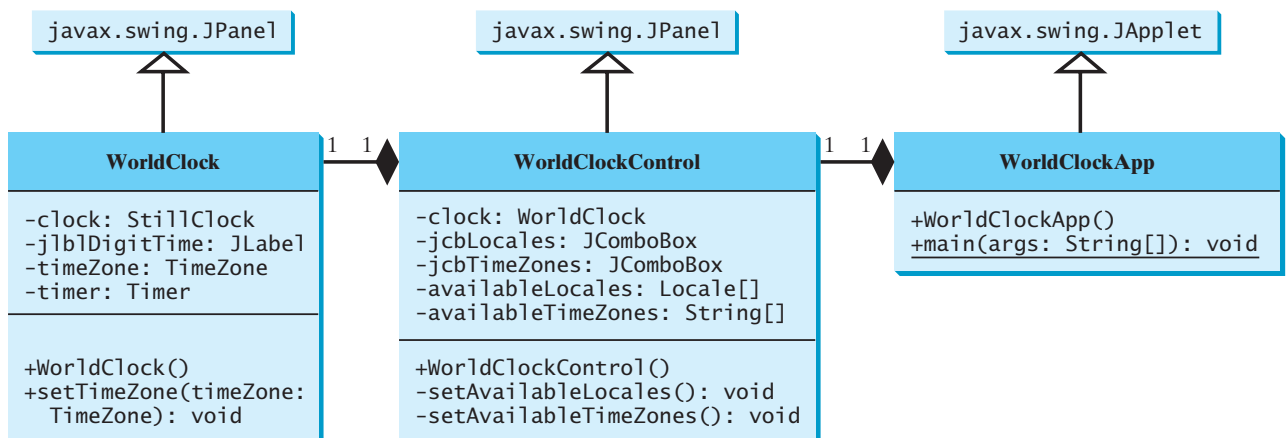 javax.swing.JPanel
javax.swing.JPanel
javax.swing.JApplet
WorldClock
1 1
WorldClockControl
1 1
WorldClockApp
-clock: StillClock
-jlblDigitTime: JLabel
-timeZone: TimeZone
-timer: Timer
+WorldClock()
+setTimeZone(timeZone:
TimeZone): void
-clock: WorldClock
-jcbLocales: JComboBox
-jcbTimeZones: JComboBox
-availableLocales: Locale[]
-availableTimeZones: String[]
+WorldClockControl()
-setAvailableLocales(): void
-setAvailableTimeZones(): void
+WorldClockApp()
+main(args: String[]): void